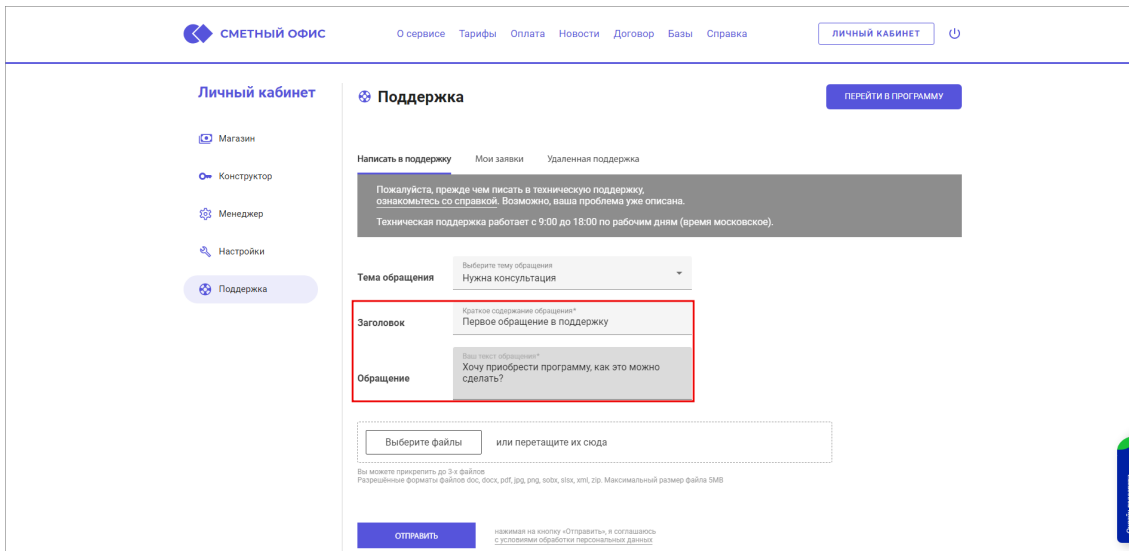 СМЕТНЫЙ ОФИС
О сервисе Тарифы Оплата Новости Договор Базы Справка
ЛИЧНЫЙ КАБИНЕТ
Личный кабинет
Поддержка
ПЕРЕЙТИ В ПРОГРАММУ
Магазин
Конструктор
Менеджер
Настройки
Поддержка
Написать в поддержку Мои заявки Удаленная поддержка
Пожалуйста, прежде чем писать в техническую поддержку,
ознакомьтесь со справкой. Возможно, ваша проблема уже описана.
Техническая поддержка работает с 9:00 до 18:00 по рабочим дням (время московское).
Тема обращения
Выберите тему обращения
Нужна консультация
Заголовок
Краткое содержание обращения*
Первое обращение в поддержку
Обращение
Ваш текст обращения*
Хочу приобрести программу, как это можно
сделать?
Выберите файлы или перетащите их сюда
Вы можете прикрепить до 3-х файлов
Разрешённые форматы файлов doc, docx, pdf, jpg, png, sobx, slsx, xml, zip. Максимальный размер файла 5MB
ОТПРАВИТЬ
нажимая на кнопку «Отправить», я соглашаюсь
с условиями обработки персональных данных